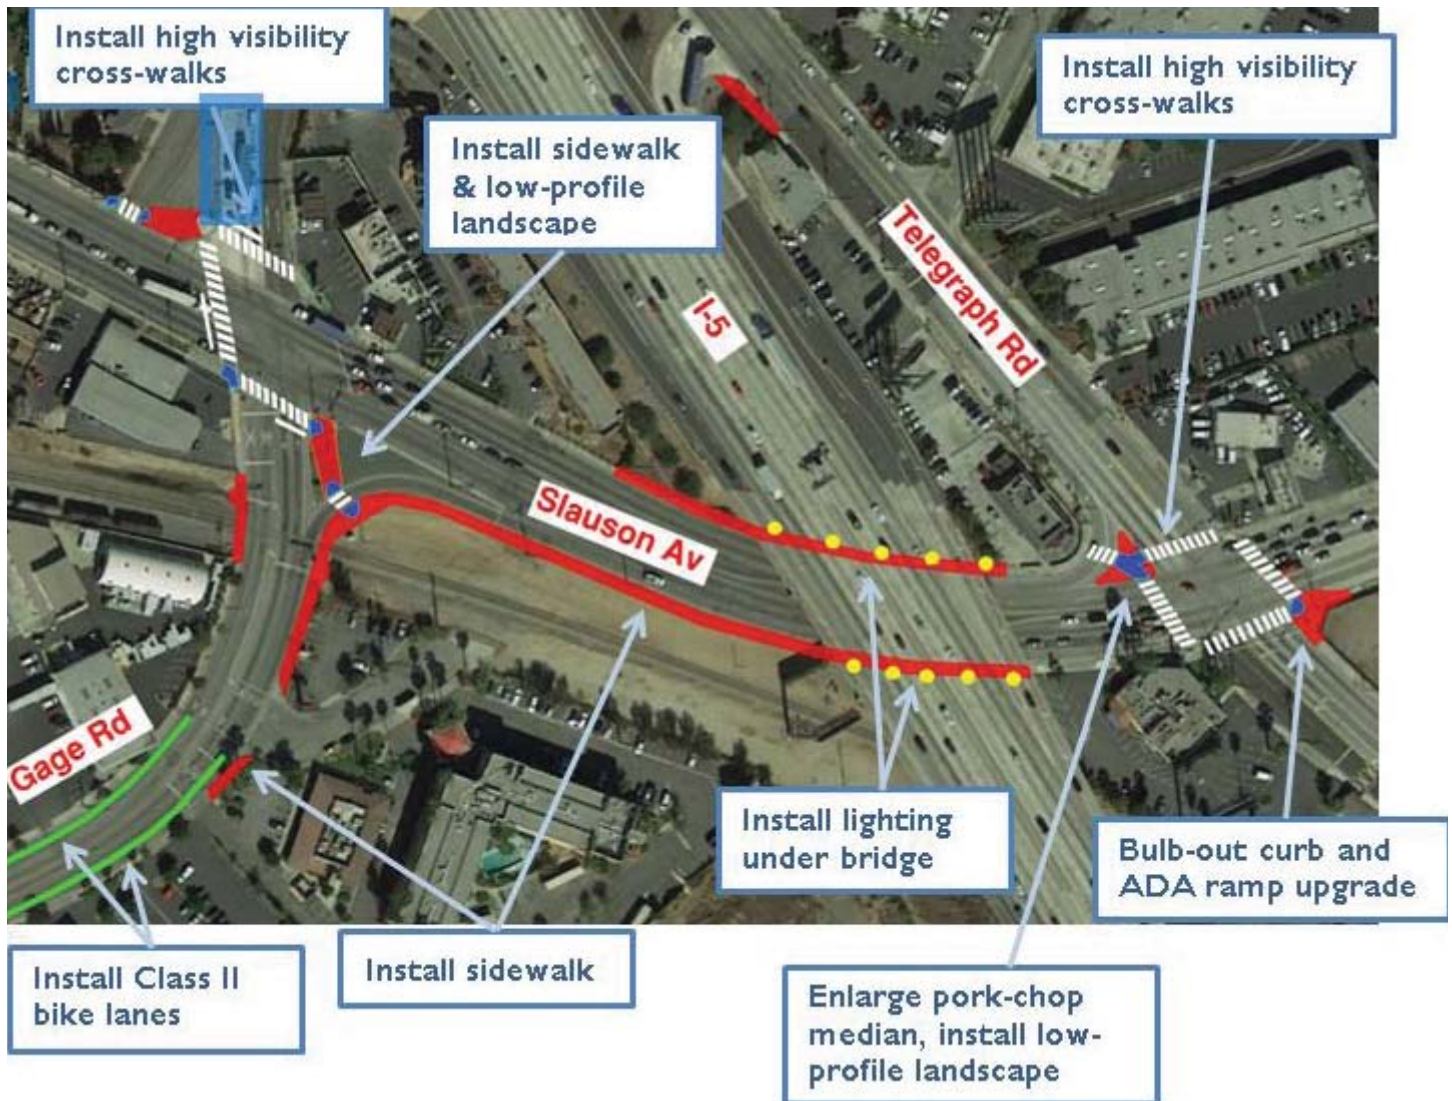 Install high visibility
cross-walks
Install high visibility
cross-walks
Install sidewalk
& low-profile
landscape
Telegraph Rd
I-5
Slauson Av
Gage Rd
Install lighting
under bridge
Bulb-out curb and
ADA ramp upgrade
Install Class II
bike lanes
Install sidewalk
Enlarge pork-chop
median, install low-
profile landscape